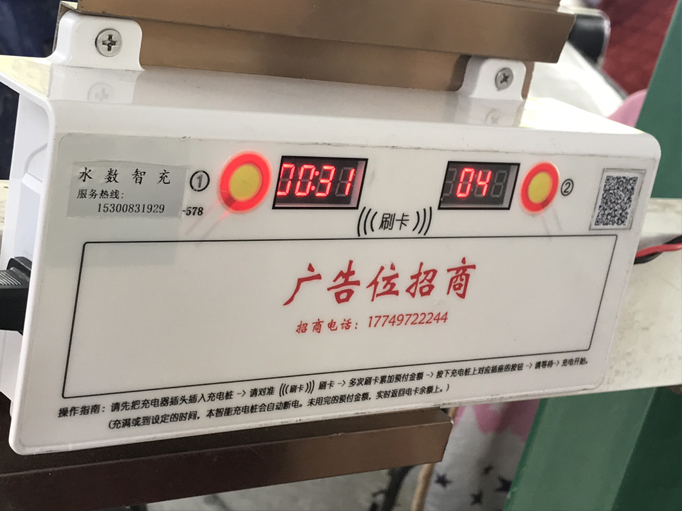 水数智充
服务热线:
15300831929
-578
①
00:31
刷卡
04
②
广告位招商
招商电话: 17749722244
操作指南: 请先把充电器插头插入充电桩 -> 请对准 (((刷卡))) 刷卡 -> 多次刷卡累加预付金额 -> 按下充电桩上对应插座的按钮 -> 请等待 -> 充电开始。
(充满或到设定的时间，本智能充电桩会自动断电。未用完的预付金额，实时返回电卡余额上。)